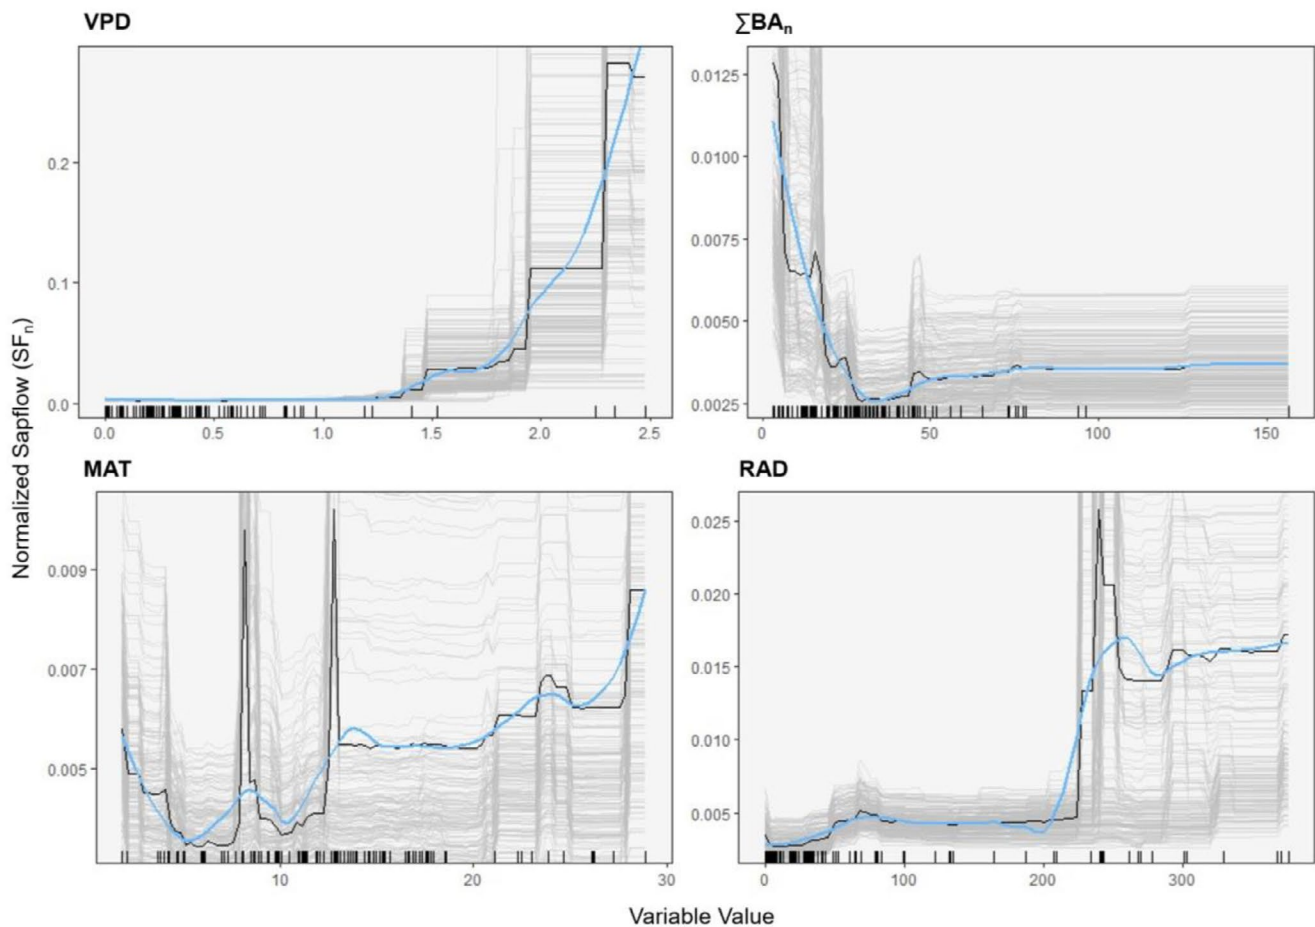 VPD
∑BAn
0.2
0.1
0.0
0.0 0.5 1.0 1.5 2.0 2.5
0.0125
0.0100
0.0075
0.0050
0.0025
0 50 100 150
Normalized Sapflow (SFn)
MAT
RAD
0.009
0.007
0.005
10 20 30
0.025
0.020
0.015
0.010
0.005
0 100 200 300
Variable Value